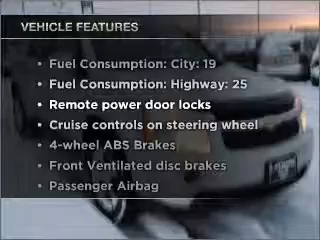 VEHICLE FEATURES
• Fuel Consumption: City: 19
• Fuel Consumption: Highway: 25
• Remote power door locks
• Cruise controls on steering wheel
• 4-wheel ABS Brakes
• Front Ventilated disc brakes
• Passenger Airbag